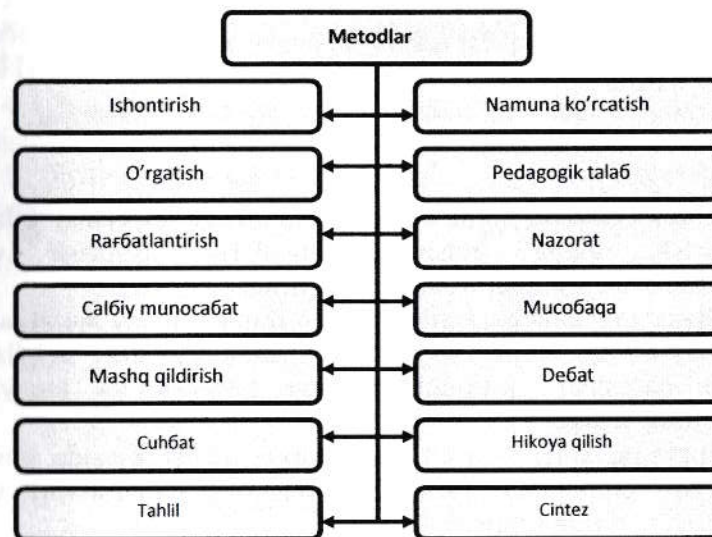 Metodlar
Ishontirish
Namuna ko’rcatish
O’rgatish
Pedagogik talaб
Raғбatlantirish
Nazorat
Calбiy munocaбat
Mucoбaqa
Mashq qildirish
Deбat
Cuhбat
Hikoya qilish
Tahlil
Cintez